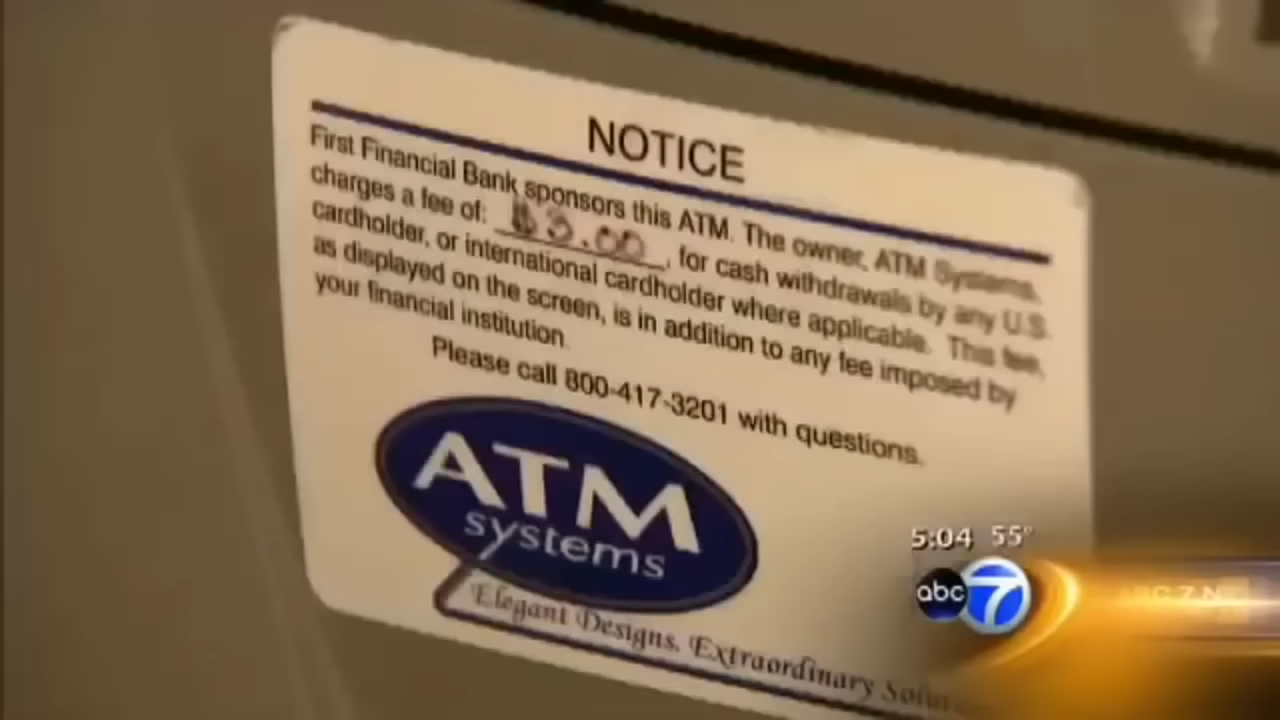 NOTICE
First Financial Bank sponsors this ATM. The owner, ATM Systems,
charges a fee of: $3.00, for cash withdrawals by any U.S.
cardholder, or international cardholder where applicable. This fee,
as displayed on the screen, is in addition to any fee imposed by
your financial institution.
Please call 800-417-3201 with questions.
ATM
systems
Elegant Designs, Extraordinary
5:04 55°
abc 7